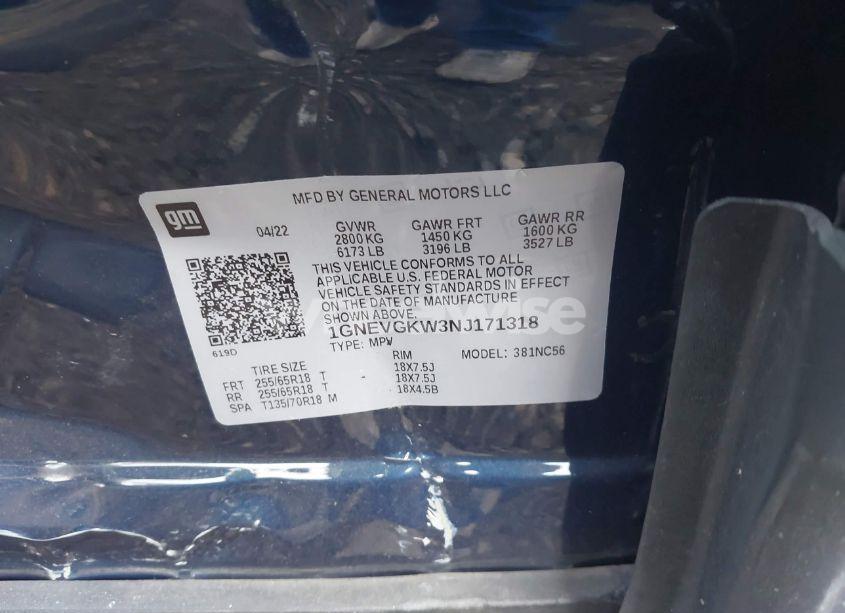 MFD BY GENERAL MOTORS LLC
gm
04/22 GVWR GAWR FRT GAWR RR
2800 KG 1450 KG 1600 KG
6173 LB 3196 LB 3527 LB
THIS VEHICLE CONFORMS TO ALL
APPLICABLE U.S. FEDERAL MOTOR
VEHICLE SAFETY STANDARDS IN EFFECT
ON THE DATE OF MANUFACTURE
SHOWN ABOVE.
1GNEVGKW3NJ171318
619D TYPE: MPV MODEL: 381NC56
TIRE SIZE RIM
FRT 255/65R18 T - 18X7.5J
RR 255/65R18 T 18X7.5J
SPA T135/70R18 M 18X4.5B